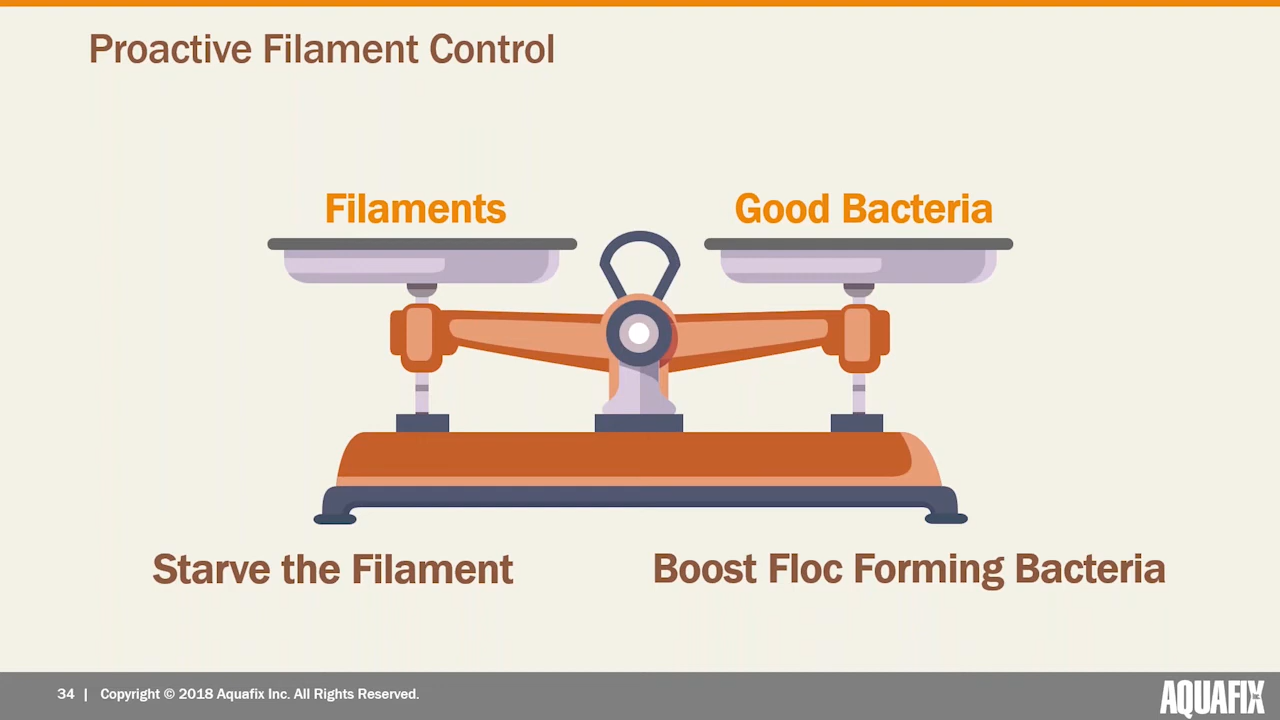 Proactive Filament Control
Filaments
Good Bacteria
Starve the Filament
Boost Floc Forming Bacteria
34 | Copyright © 2018 Aquafix Inc. All Rights Reserved.
AQUAFIX INC.